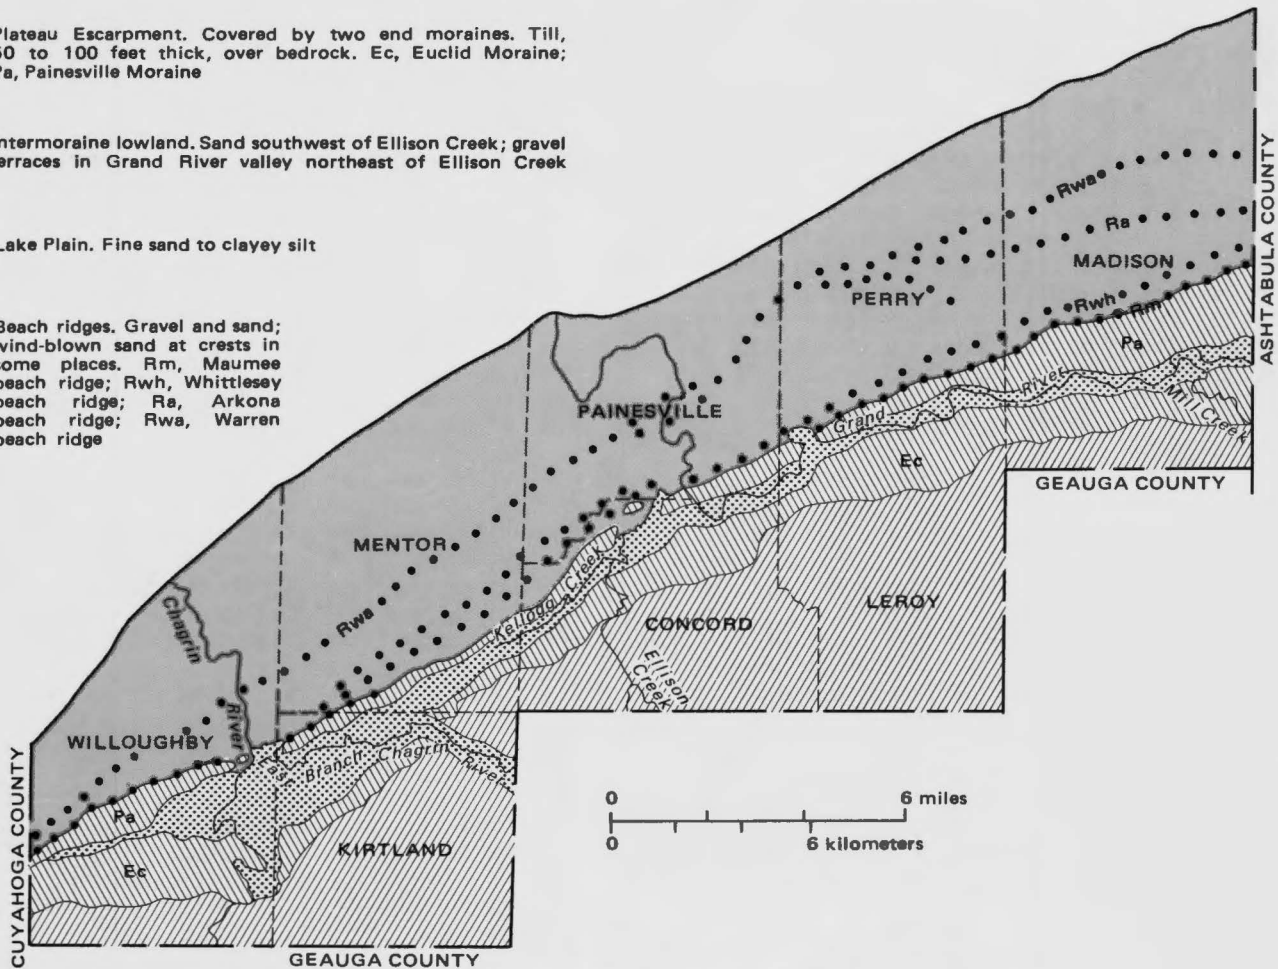 Plateau Escarpment. Covered by two end moraines. Till,
to 100 feet thick, over bedrock. Ec, Euclid Moraine;
Pa, Painesville Moraine
ntermoraine lowland. Sand southwest of Ellison Creek; gravel
erraces in Grand River valley northeast of Ellison Creek
Lake Plain. Fine sand to clayey silt
Beach ridges. Gravel and sand;
wind-blown sand at crests in
some places. Rm, Maumee
beach ridge; Rwh, Whittlesey
beach ridge; Ra, Arkona
beach ridge; Rwa, Warren
beach ridge
ASHTABULA COUNTY
Rwa
Ra
MADISON
PERRY
Rwh
Rm
Pa
River
Grand
Mill Creek
PAINESVILLE
Ec
GEAUGA COUNTY
MENTOR
Rwa
Kellogg Creek
LEROY
CONCORD
Ellison
Creek
Chagrin
River
WILLOUGHBY
East Branch Chagrin River
Pa
Ec
KIRTLAND
0 6 miles
0 6 kilometers
CUYAHOGA COUNTY
GEAUGA COUNTY